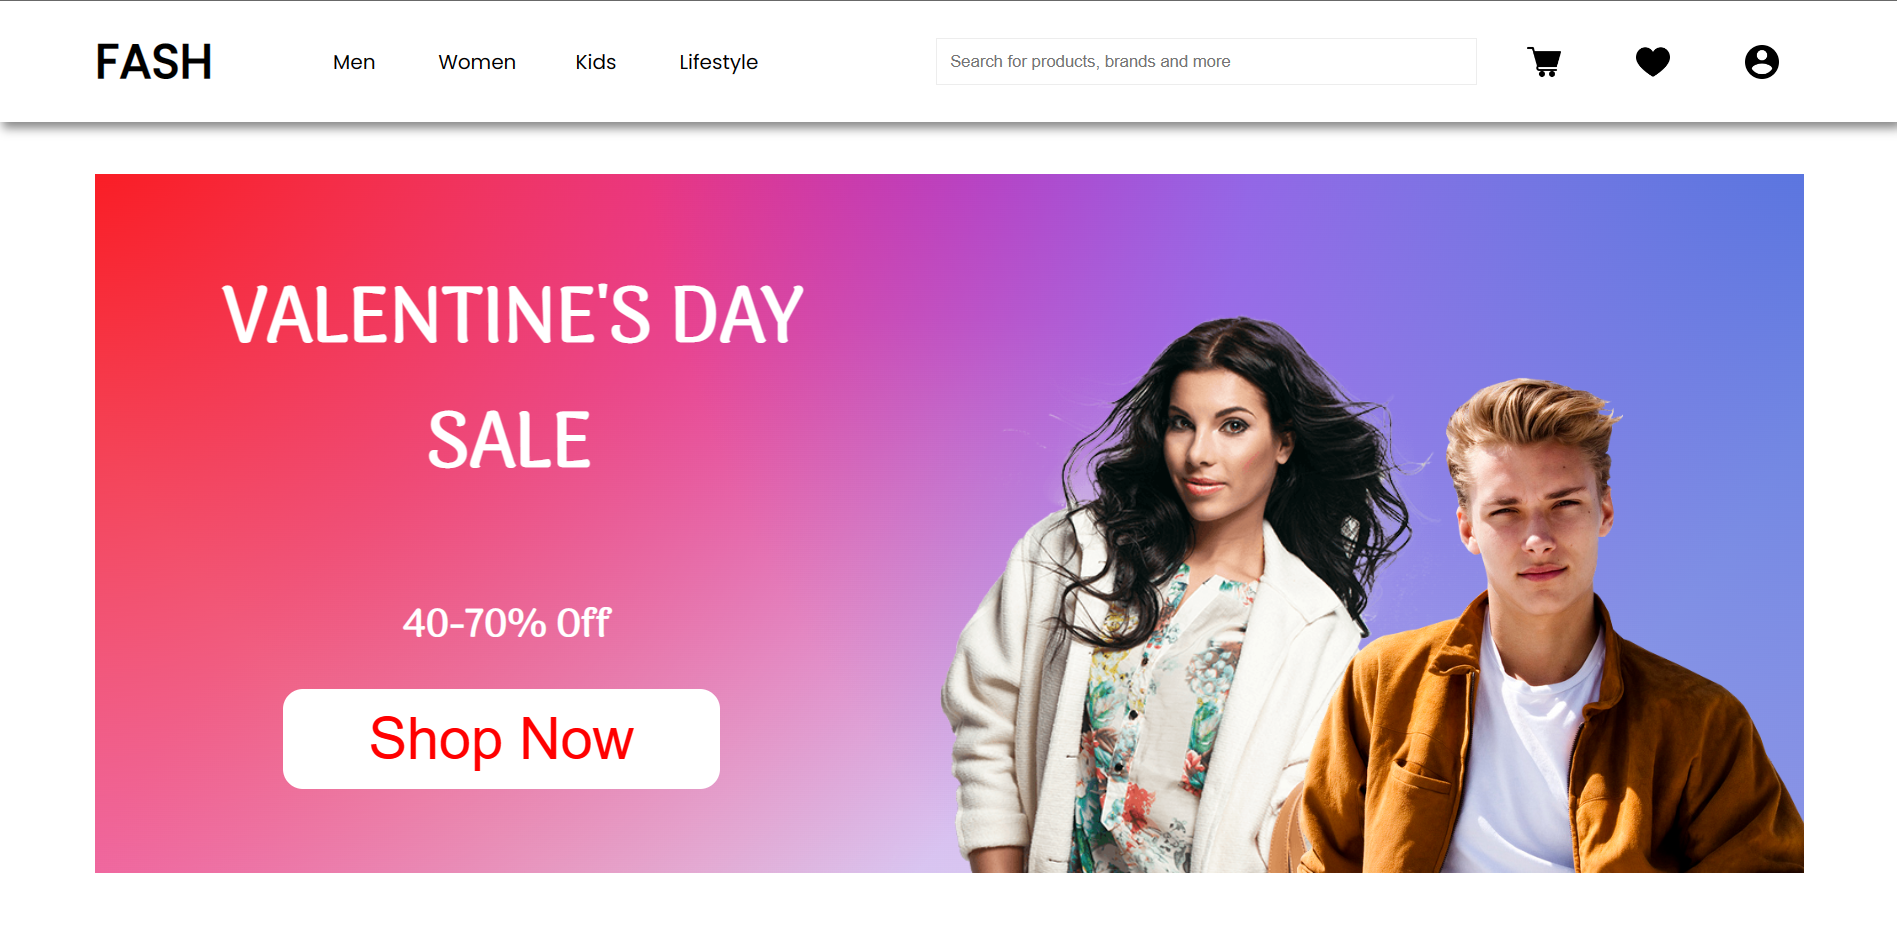 FASH
Men
Women
Kids
Lifestyle
Search for products, brands and more
VALENTINE'S DAY
SALE
40-70% Off
Shop Now